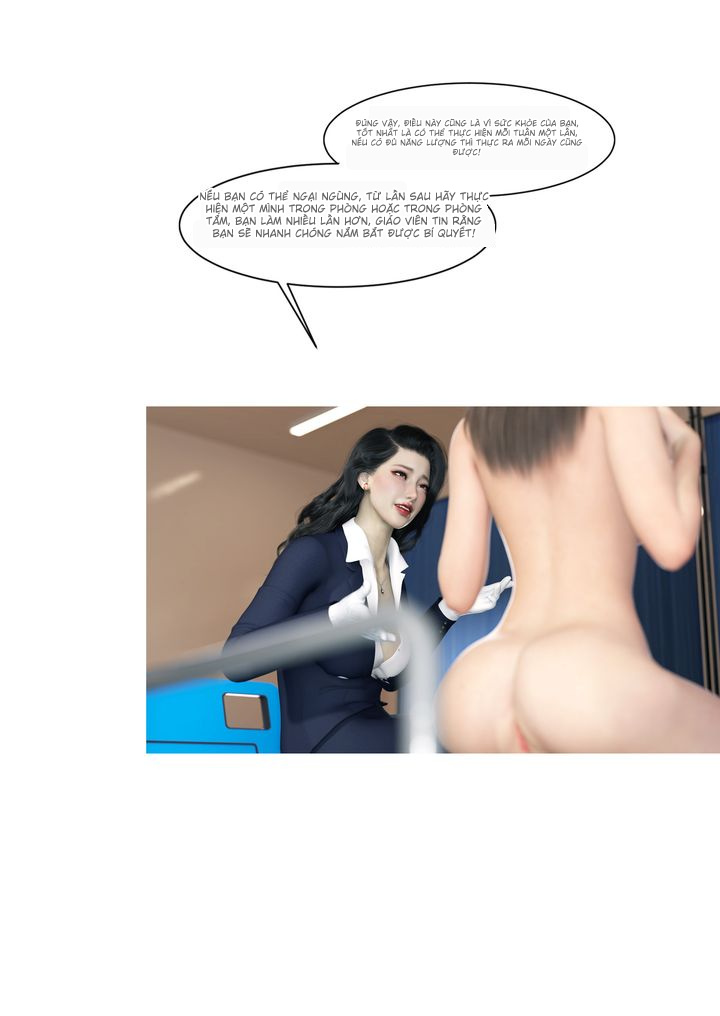 ĐÚNG VẬY, ĐIỀU NÀY CŨNG LÀ VÌ SỨC KHỎE CỦA BẠN,
TỐT NHẤT LÀ CÓ THỂ THỰC HIỆN MỖI TUẦN MỘT LẦN,
NẾU CÓ ĐỦ NĂNG LƯỢNG THÌ THỰC RA MỖI NGÀY CŨNG
ĐƯỢC!
NẾU BẠN CÓ THỂ NGẠI NGÙNG, TỪ LẦN SAU HÃY THỰC
HIỆN MỘT MÌNH TRONG PHÒNG HOẶC TRONG PHÒNG
TẮM, BẠN LÀM NHIỀU LẦN HƠN, GIÁO VIÊN TIN RẰNG
BẠN SẼ NHANH CHÓNG NẮM BẮT ĐƯỢC BÍ QUYẾT!